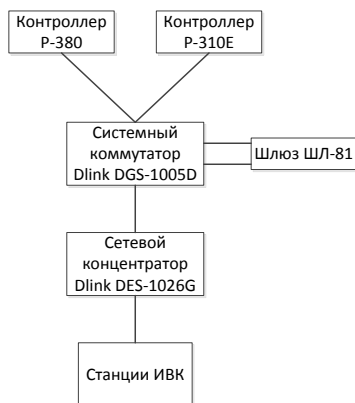 Контроллер
Р-380
Контроллер
Р-310Е
Системный
коммутатор
Dlink DGS-1005D
Шлюз ШЛ-81
Сетевой
концентратор
Dlink DES-1026G
Станции ИВК